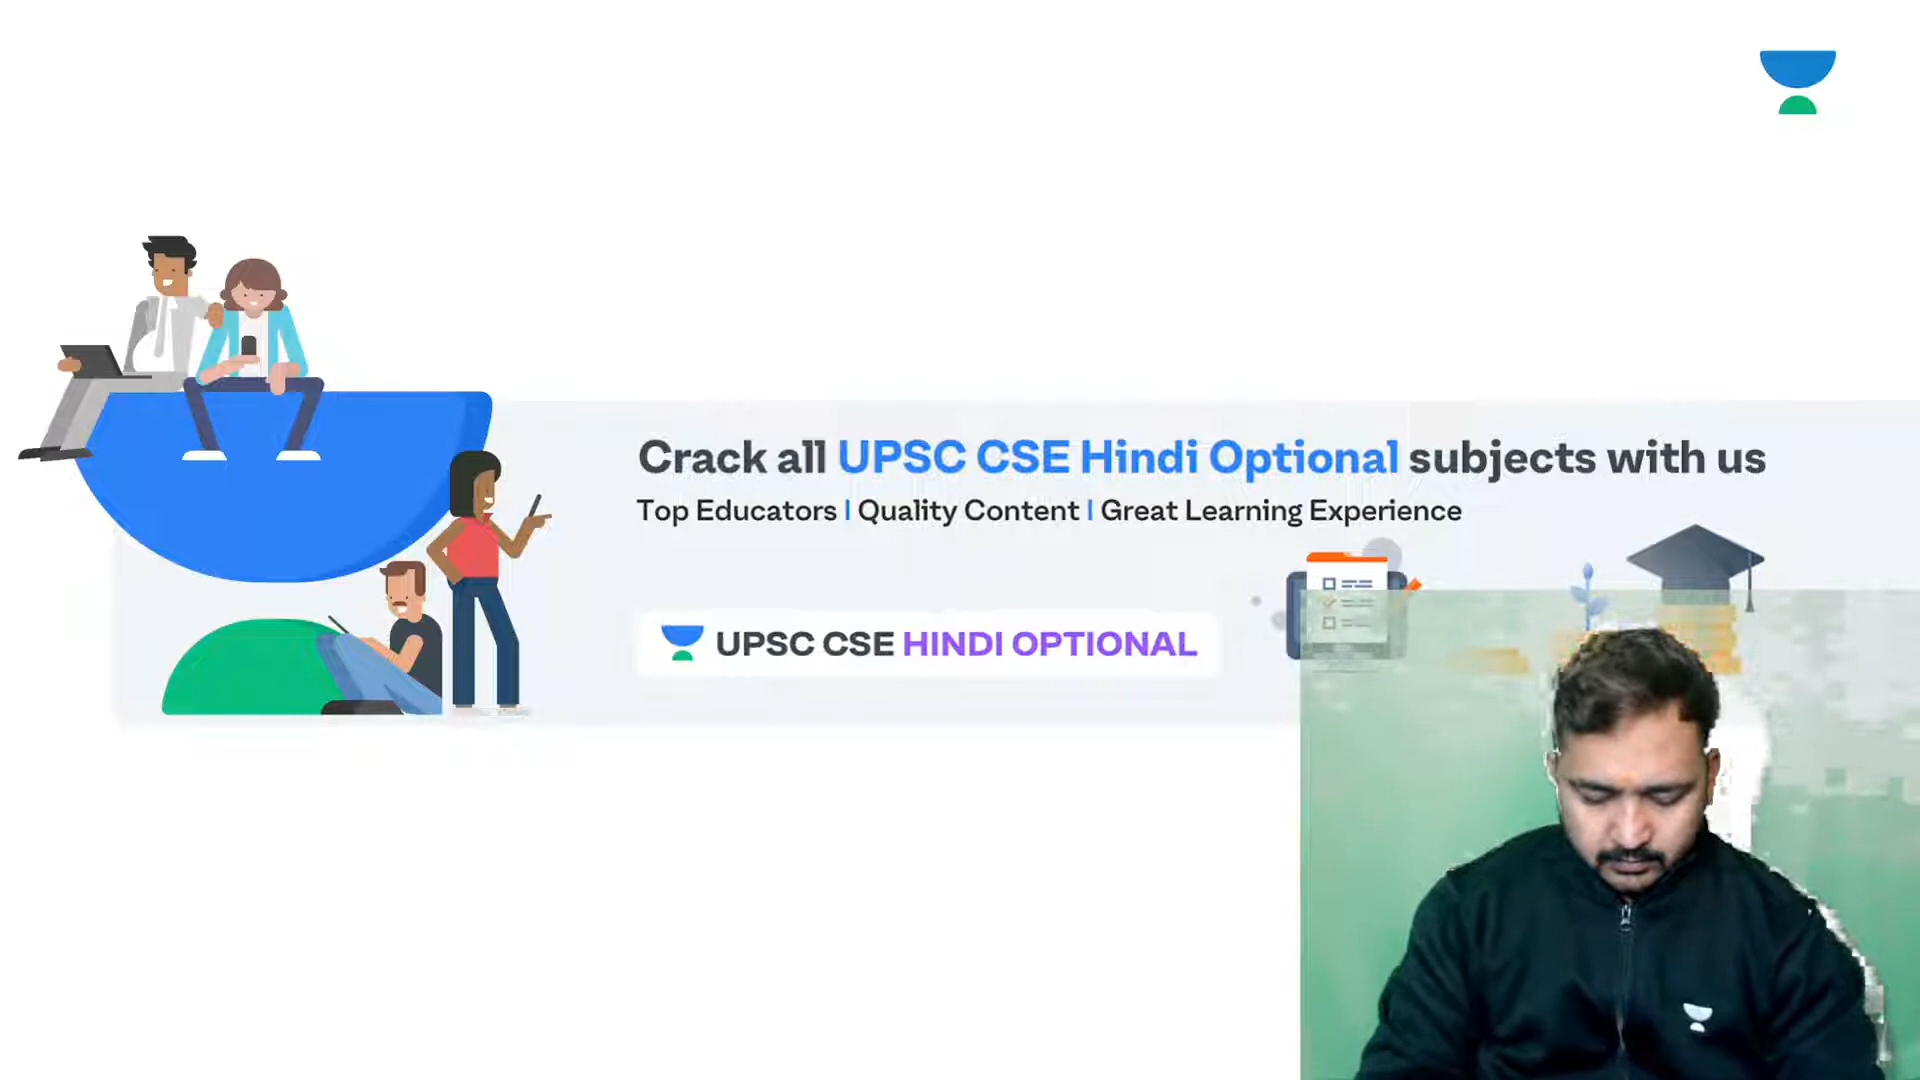 Crack all UPSC CSE Hindi Optional subjects with us
Top Educators | Quality Content | Great Learning Experience
UPSC CSE HINDI OPTIONAL